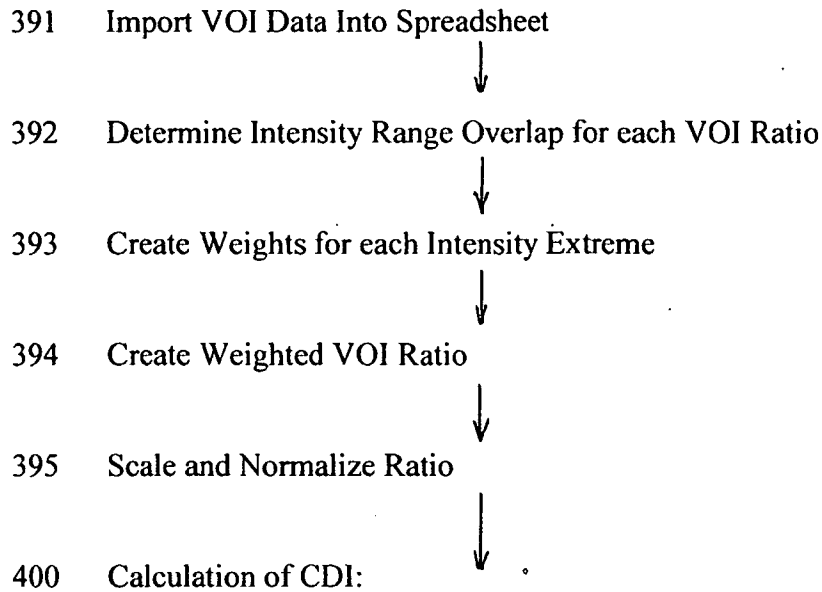 391 Import VOI Data Into Spreadsheet
392 Determine Intensity Range Overlap for each VOI Ratio
393 Create Weights for each Intensity Extreme
394 Create Weighted VOI Ratio
395 Scale and Normalize Ratio
400 Calculation of CDI: